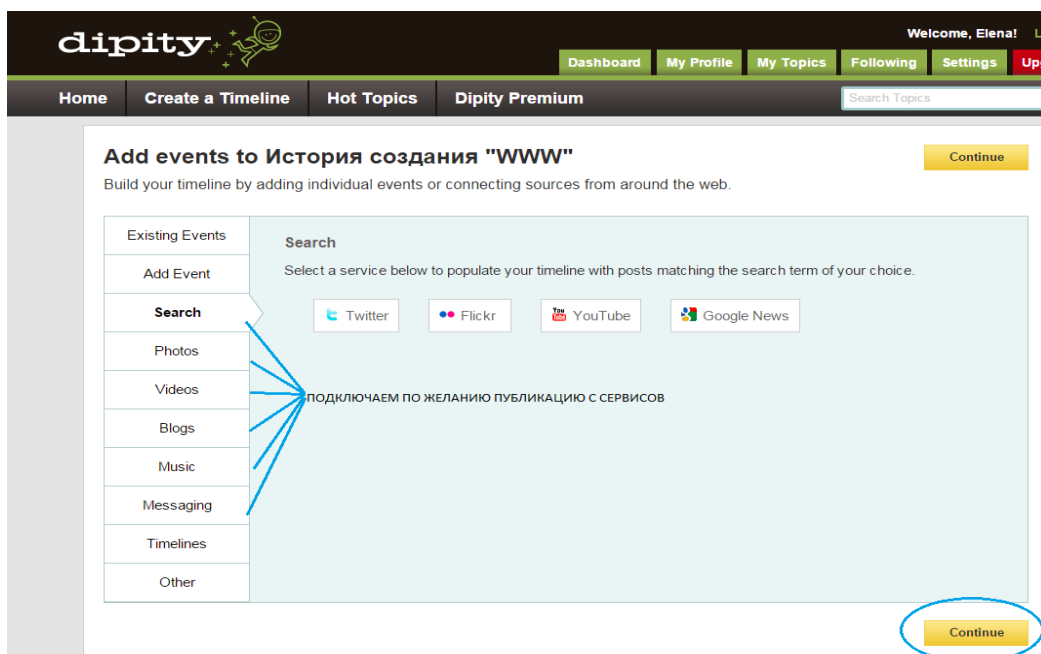 dipity
Welcome, Elena! L
Dashboard My Profile My Topics Following Settings Up
Home Create a Timeline Hot Topics Dipity Premium Search Topics
Add events to История создания "WWW" Continue
Build your timeline by adding individual events or connecting sources from around the web.
Existing Events
Add Event
Search
Photos
Videos
Blogs
Music
Messaging
Timelines
Other
Search
Select a service below to populate your timeline with posts matching the search term of your choice.
Twitter Flickr You Tube YouTube Google News
ПОДКЛЮЧАЕМ ПО ЖЕЛАНИЮ ПУБЛИКАЦИЮ С СЕРВИСОВ
Continue